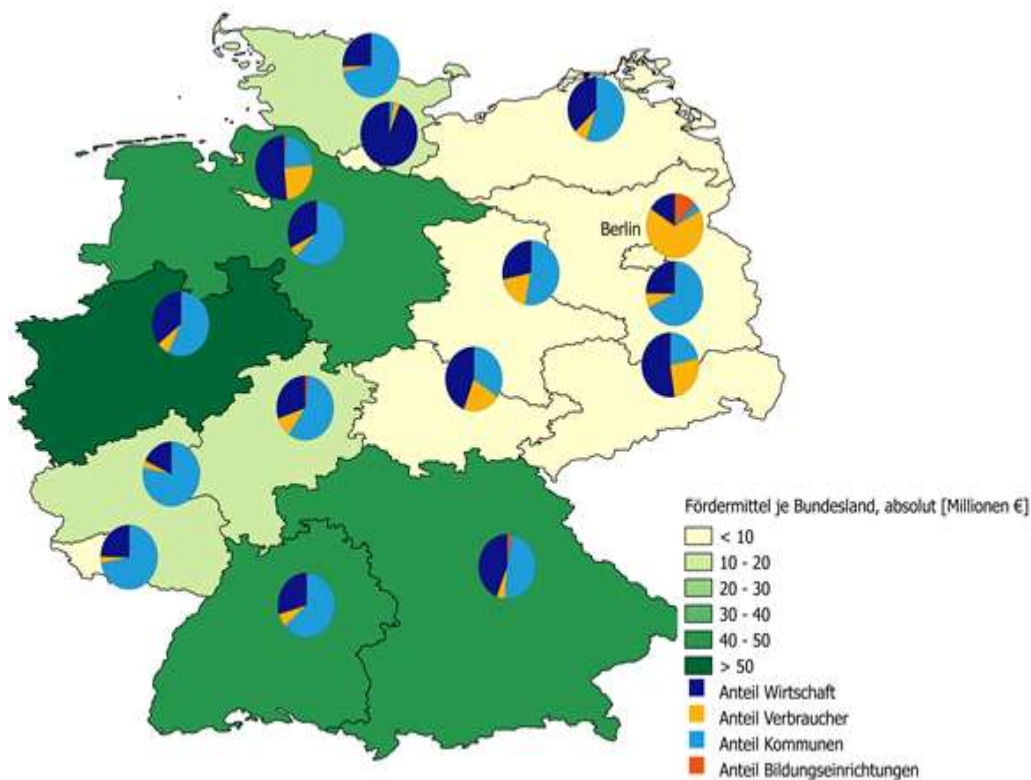 Berlin
Fördermittel je Bundesland, absolut [Millionen €]
< 10
10 - 20
20 - 30
30 - 40
40 - 50
> 50
Anteil Wirtschaft
Anteil Verbraucher
Anteil Kommunen
Anteil Bildungseinrichtungen